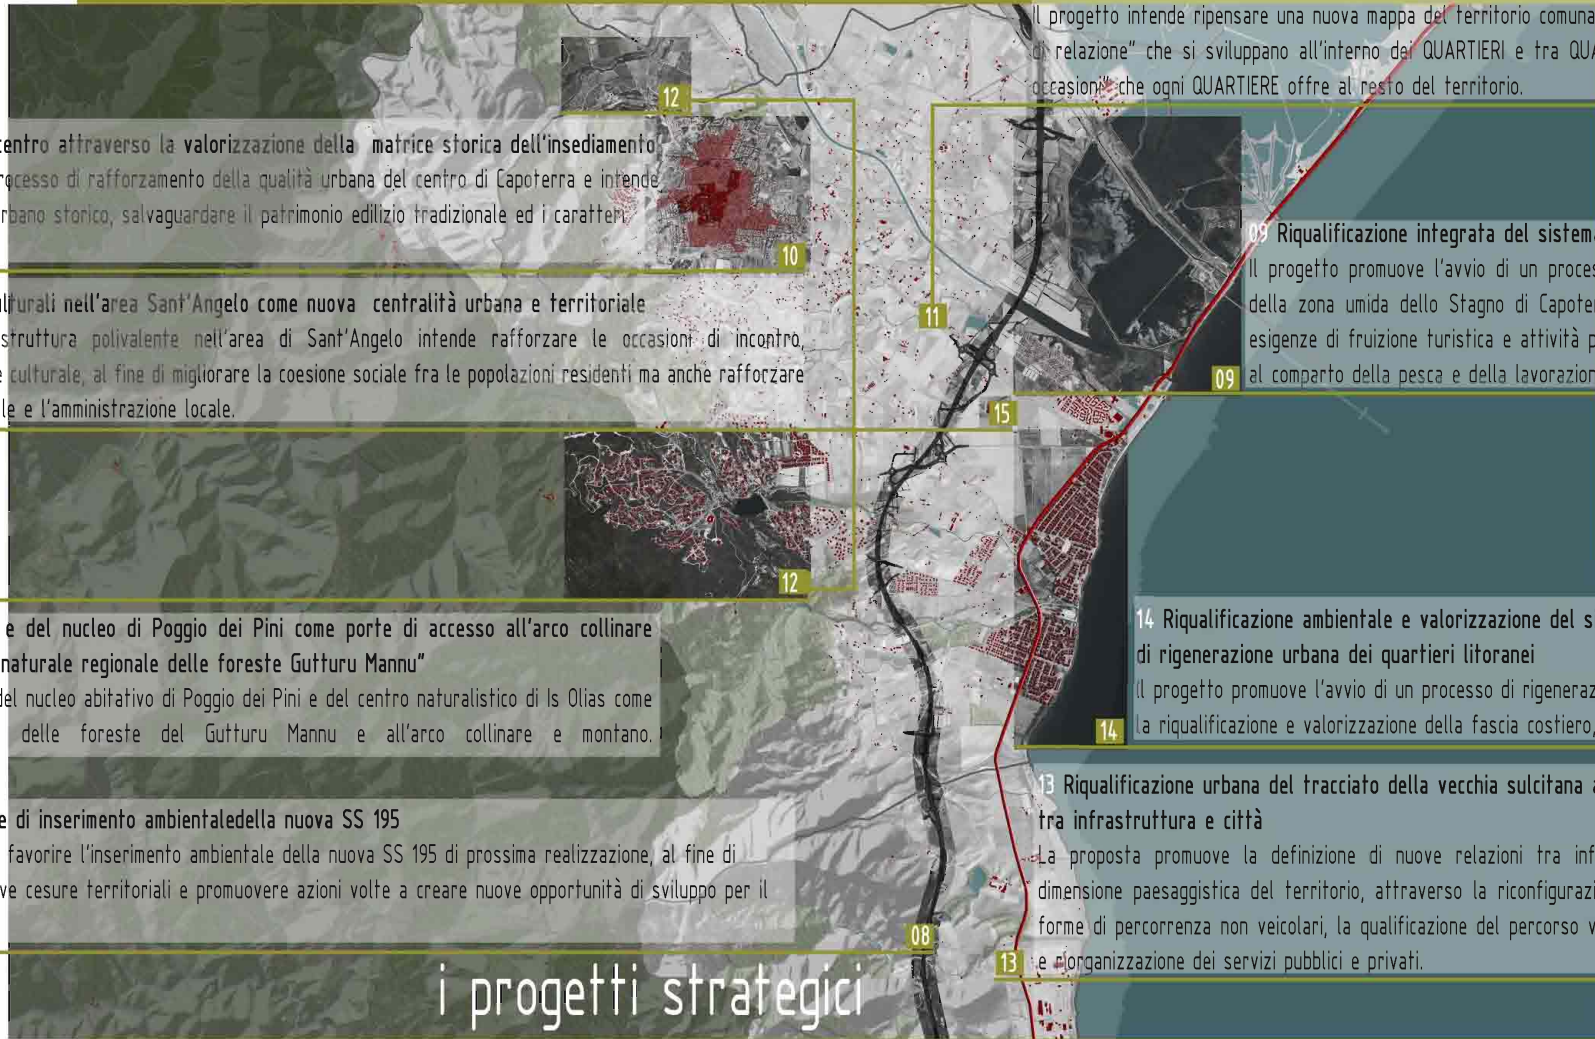 Il progetto intende ripensare una nuova mappa del territorio comuna
di relazione" che si sviluppano all'interno dei QUARTIERI e tra QUA
occasioni" che ogni QUARTIERE offre al resto del territorio.
12
centro attraverso la valorizzazione della matrice storica dell'insediamento
ocesso di rafforzamento della qualità urbana del centro di Capoterra e intende
rbano storico, salvaguardare il patrimonio edilizio tradizionale ed i caratteri
10
ulturali nell'area Sant'Angelo come nuova centralità urbana e territoriale
struttura polivalente nell'area di Sant'Angelo intende rafforzare le occasioni di incontro,
e culturale, al fine di migliorare la coesione sociale fra le popolazioni residenti ma anche rafforzare
le e l'amministrazione locale.
11
09 Riqualificazione integrata del sistema
Il progetto promuove l'avvio di un proces
della zona umida dello Stagno di Capoter
esigenze di fruizione turistica e attività p
al comparto della pesca e della lavorazion
09
15
12
e del nucleo di Poggio dei Pini come porte di accesso all'arco collinare
naturale regionale delle foreste Gutturu Mannu"
del nucleo abitativo di Poggio dei Pini e del centro naturalistico di Is Olias come
delle foreste del Gutturu Mannu e all'arco collinare e montano.
14 Riqualificazione ambientale e valorizzazione del s
di rigenerazione urbana dei quartieri litoranei
Il progetto promuove l'avvio di un processo di rigeneraz
la riqualificazione e valorizzazione della fascia costiero,
14
e di inserimento ambientaledella nuova SS 195
favorire l'inserimento ambientale della nuova SS 195 di prossima realizzazione, al fine di
ve cesure territoriali e promuovere azioni volte a creare nuove opportunità di sviluppo per il
08
13 Riqualificazione urbana del tracciato della vecchia sulcitana a
tra infrastruttura e città
La proposta promuove la definizione di nuove relazioni tra inf
dimensione paesaggistica del territorio, attraverso la riconfigurazi
forme di percorrenza non veicolari, la qualificazione del percorso v
e riorganizzazione dei servizi pubblici e privati.
13
i progetti strategici